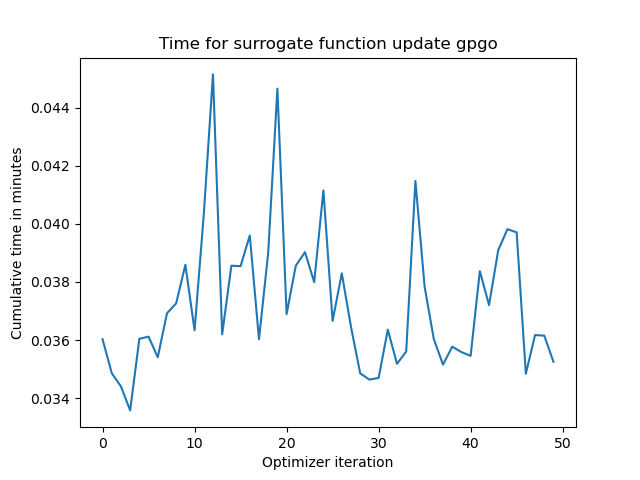 Time for surrogate function update gpgo
Cumulative time in minutes
0.044
0.042
0.040
0.038
0.036
0.034
0 10 20 30 40 50
Optimizer iteration